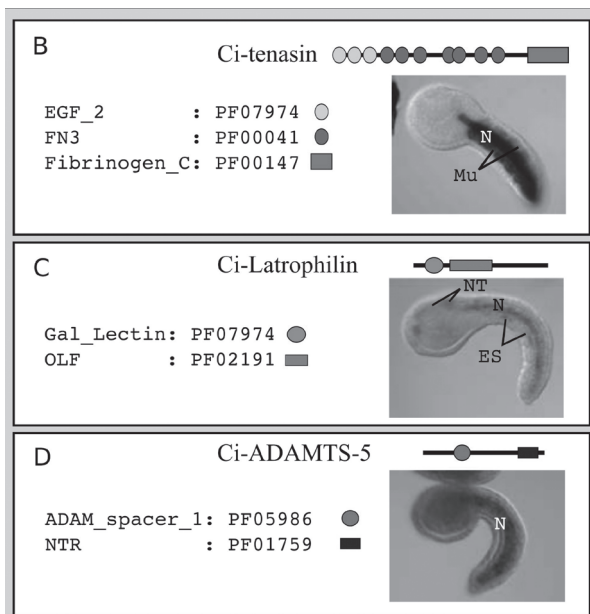 B
Ci-tenasin
EGF_2 : PF07974
FN3 : PF00041
Fibrinogen_C: PF00147
N
Mu
C
Ci-Latrophilin
Gal_Lectin: PF07974
OLF : PF02191
NT
N
ES
D
Ci-ADAMTS-5
ADAM_spacer_1: PF05986
NTR : PF01759
N